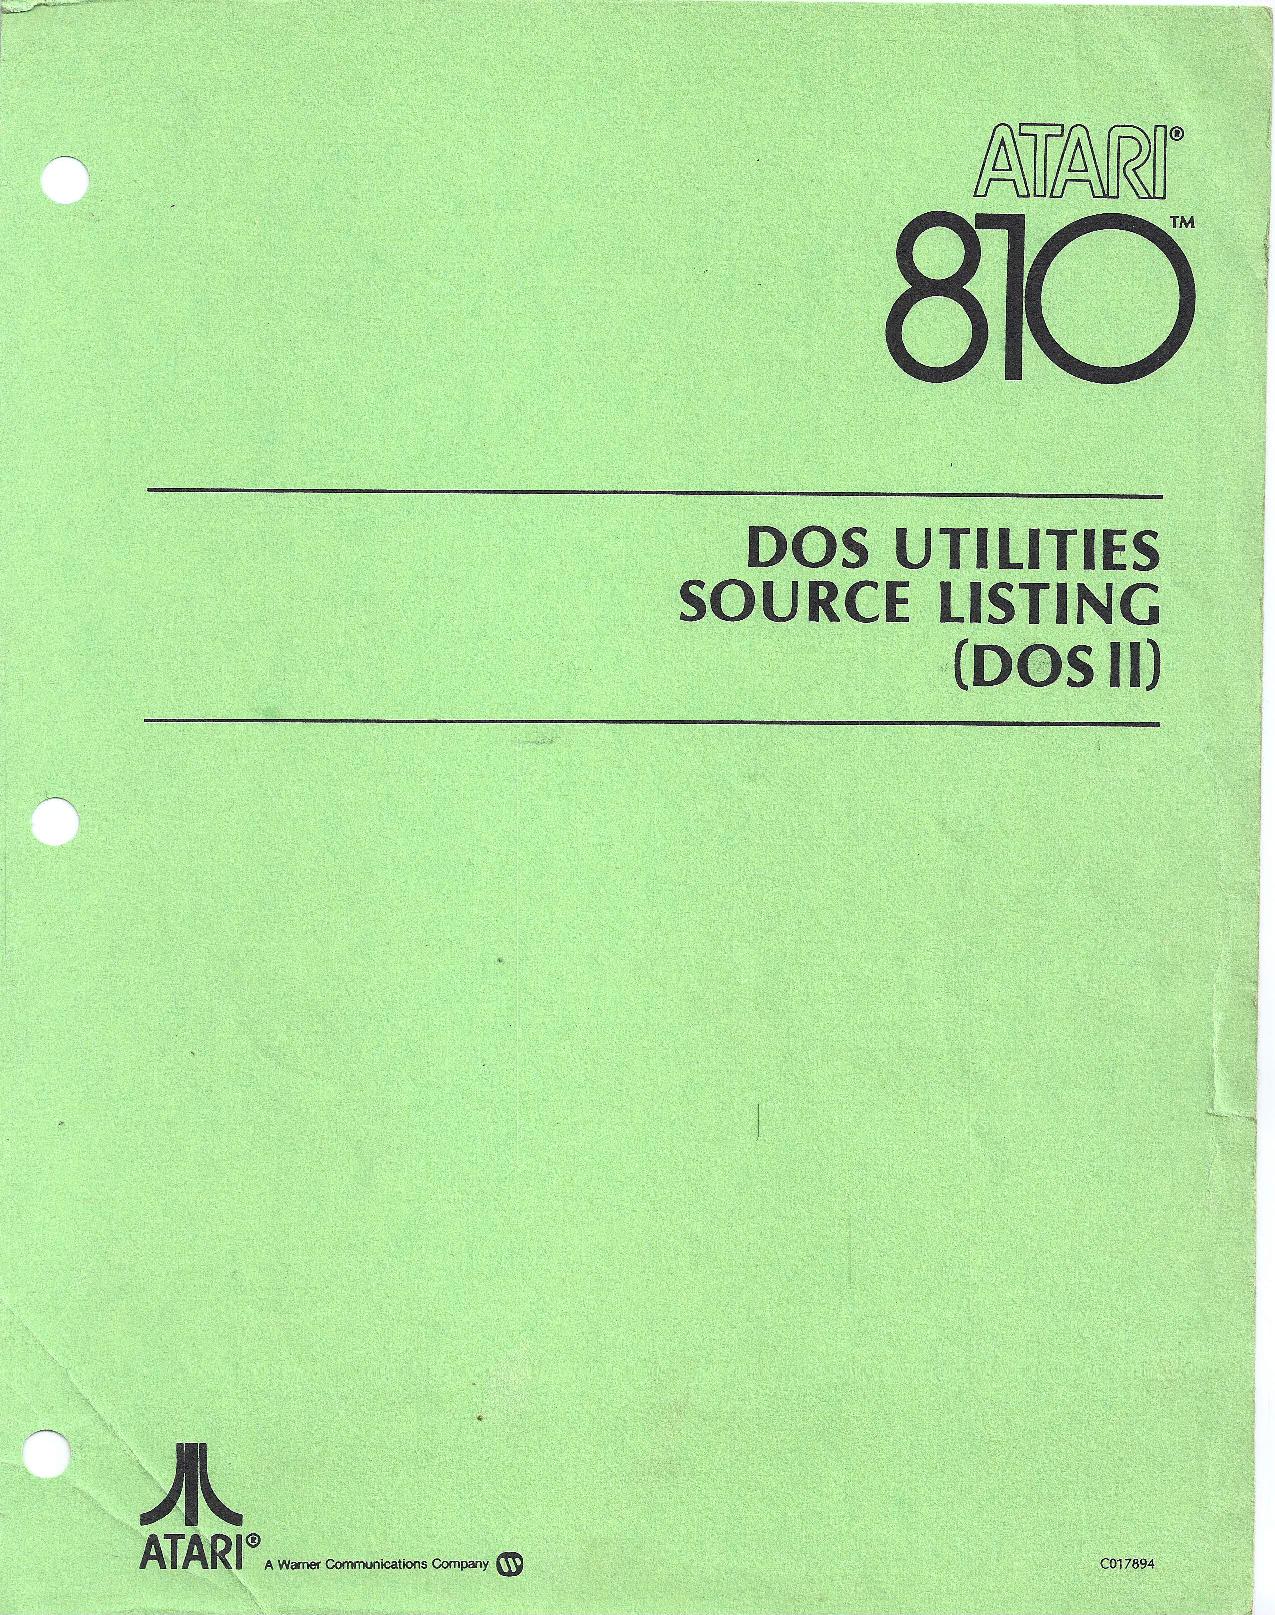 ATARI®
810™
DOS UTILITIES
SOURCE LISTING
(DOS II)
ATARI®
A Warner Communications Company
C017894